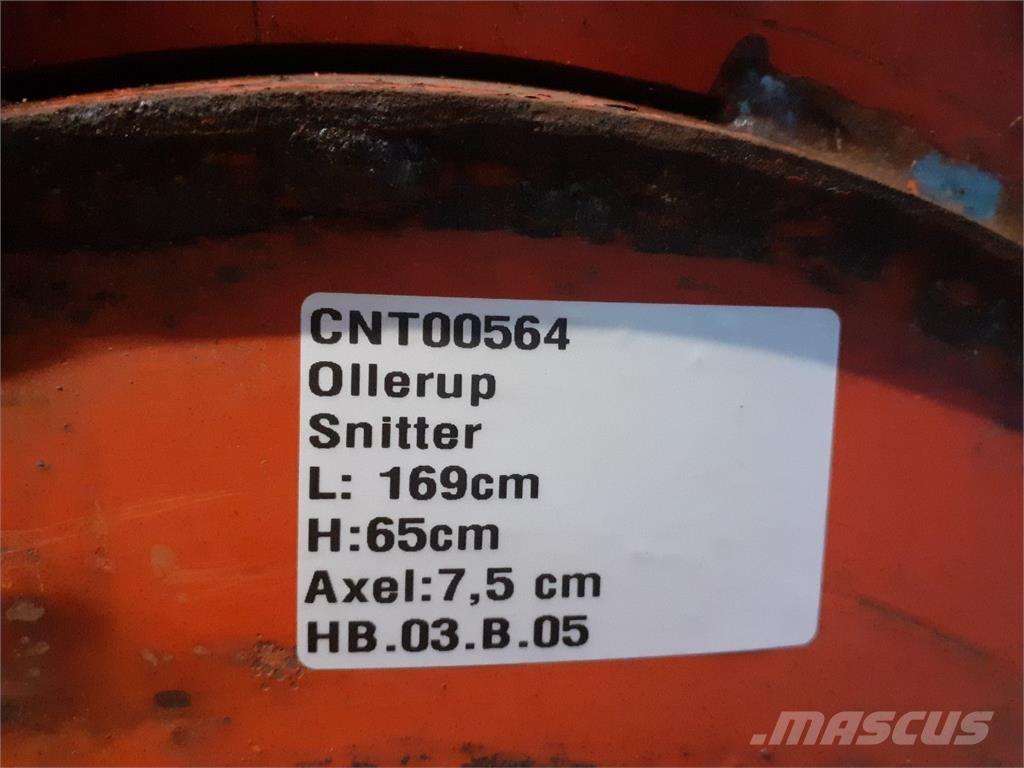 CNT00564
Ollerup
Snitter
L: 169cm
H:65cm
Axel:7,5 cm
HB.03.B.05
MASCUS